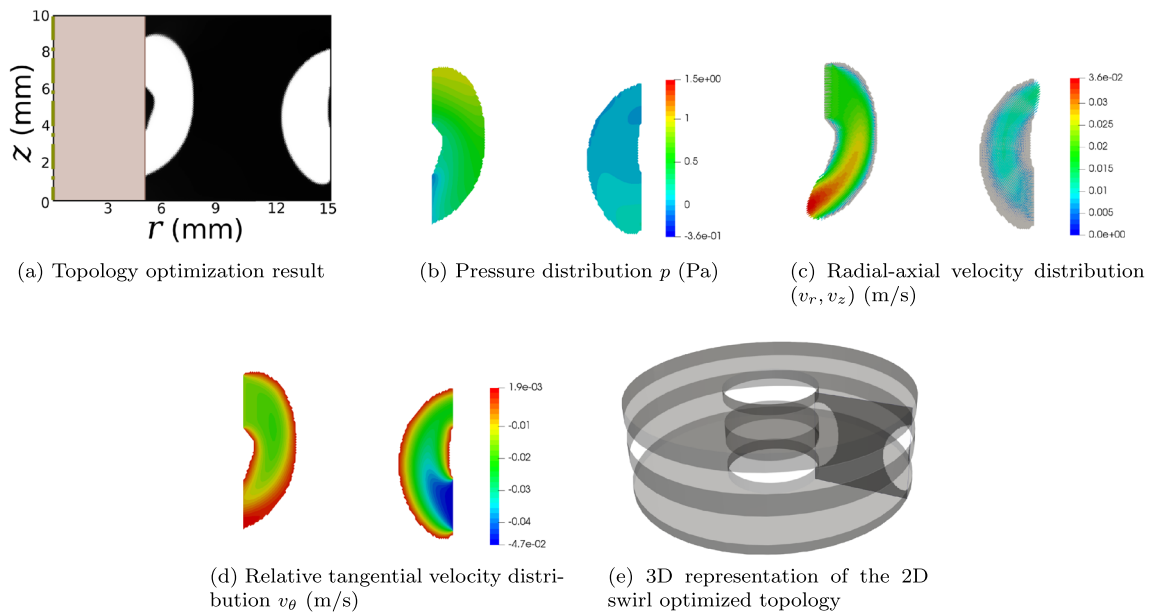 10
8
6
4
2
0
z (mm)
3
6
9
12
15
r (mm)
1.5e+00
1
0.5
0
-3.6e-01
3.6e-02
0.03
0.025
0.02
0.015
0.01
0.005
0.0e+00
(a) Topology optimization result
(b) Pressure distribution p (Pa)
(c) Radial-axial velocity distribution
(vᵣ, v_z) (m/s)
1.9e-03
-0.01
-0.02
-0.03
-0.04
-4.7e-02
(d) Relative tangential velocity distri-
bution v_θ (m/s)
(e) 3D representation of the 2D
swirl optimized topology